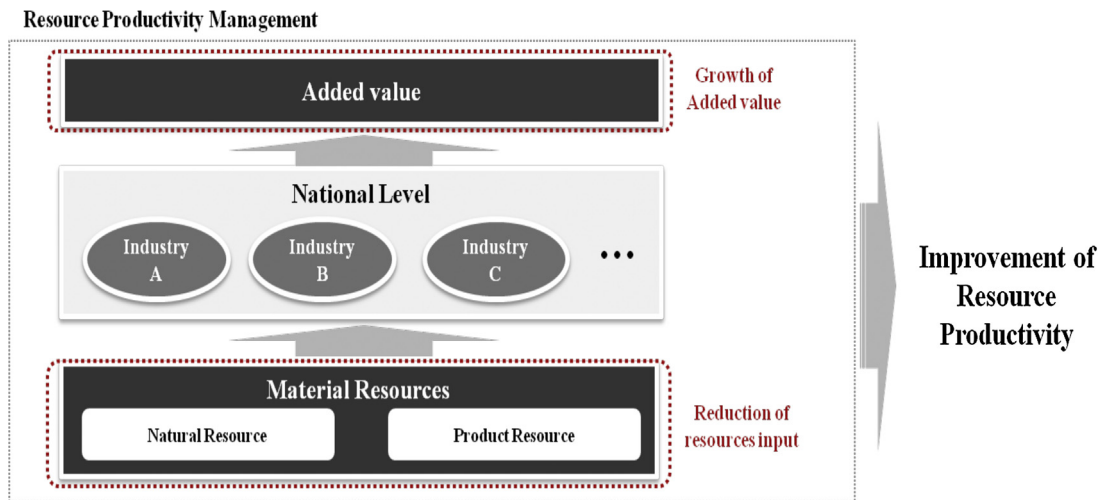 Resource Productivity Management
Added value
Growth of
Added value
National Level
Industry
A
Industry
B
Industry
C
...
Improvement of
Resource
Productivity
Material Resources
Natural Resource
Product Resource
Reduction of
resources input